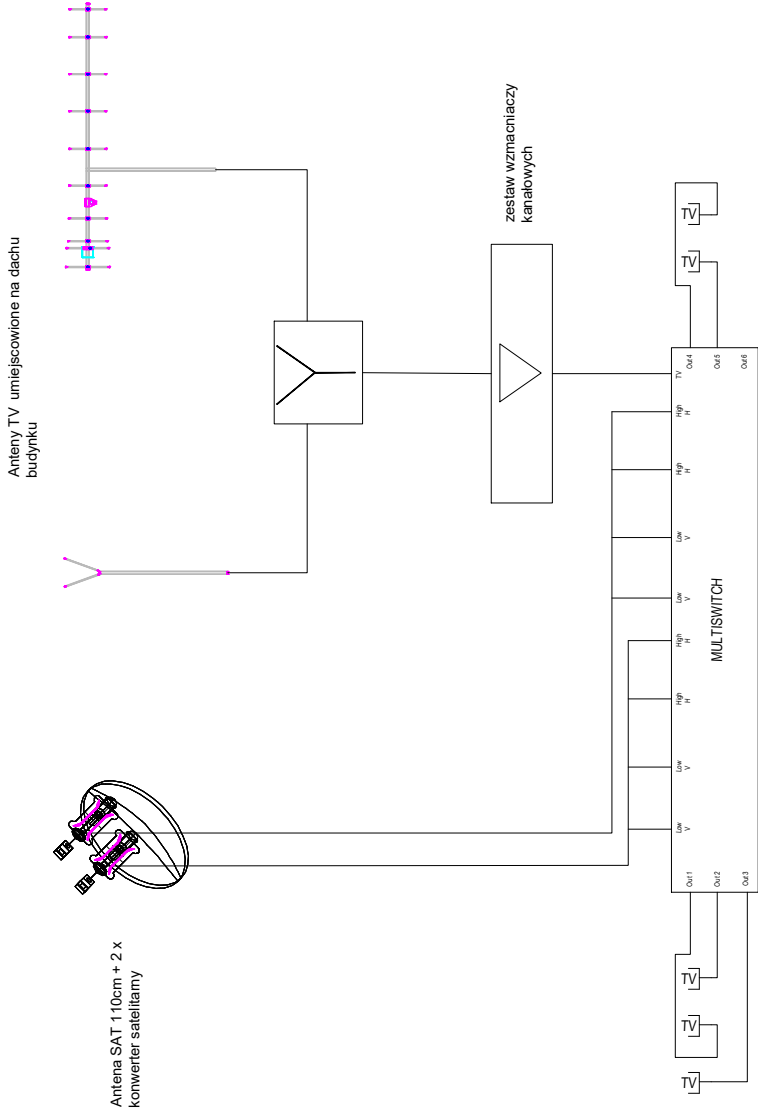 Anteny TV umiejscowione na dachu
budynku
zestaw wzmacniaczy
kanałowych
Antena SAT 110cm + 2 x
konwerter satelitarny
TV
TV
Out 4
Out 5
Out 6
TV
High
H
High
H
Low
V
Low
V
High
H
High
H
Low
V
Low
V
MULTISWITCH
Out 1
Out 2
Out 3
TV
TV
TV